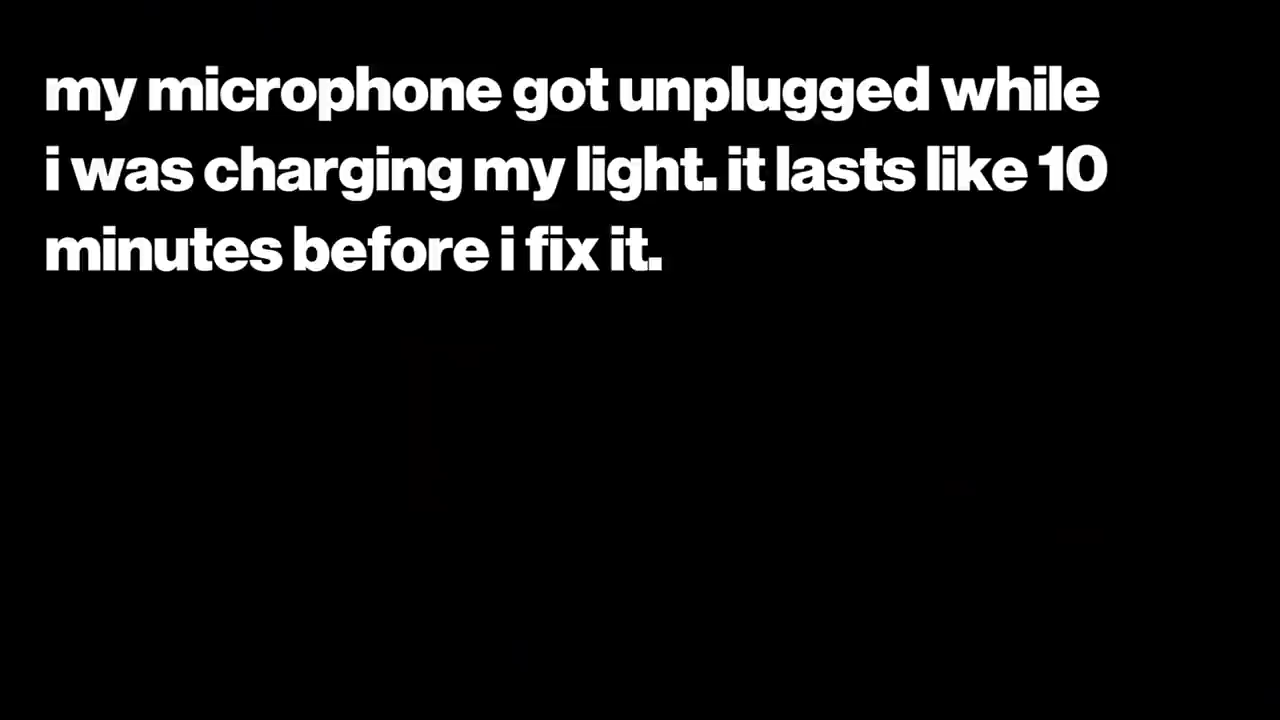 my microphone got unplugged while
i was charging my light. it lasts like 10
minutes before i fix it.